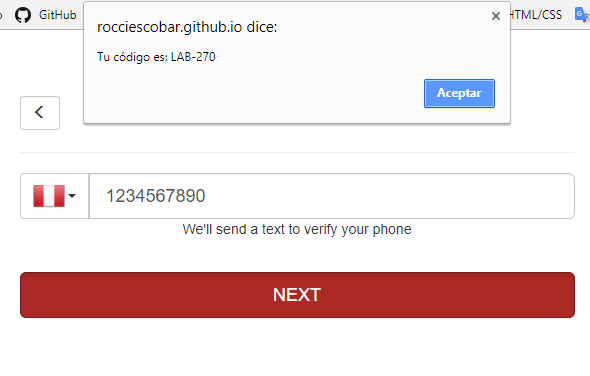 GitHub
HTML/CSS
rocciescobar.github.io dice:
Tu código es: LAB-270
Aceptar
1234567890
We'll send a text to verify your phone
NEXT